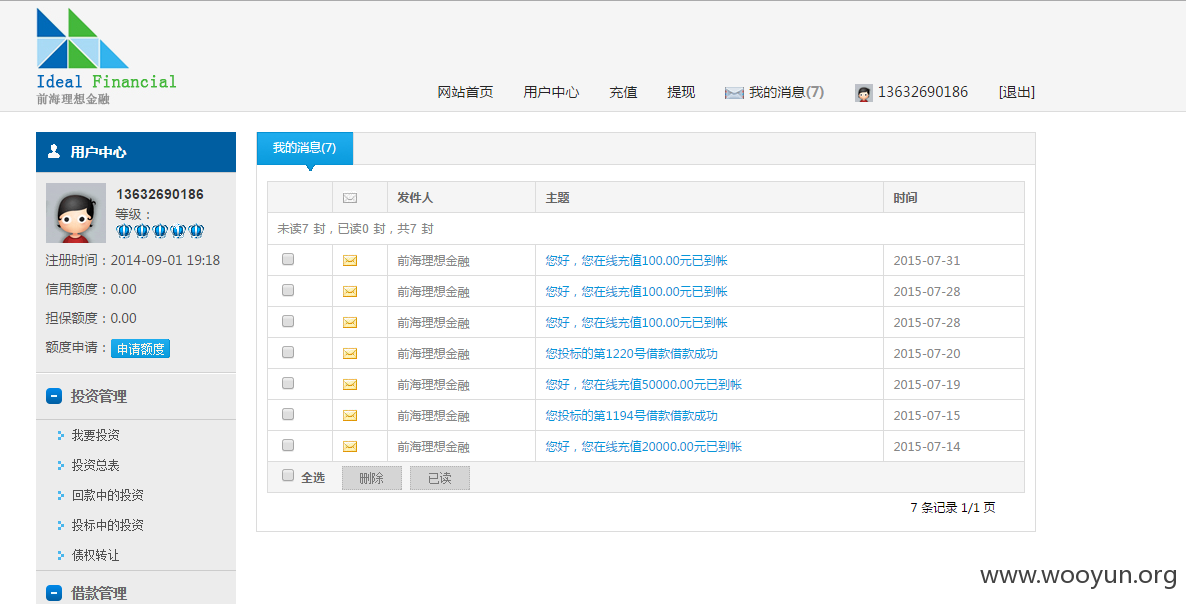 Ideal Financial
前海理想金融
网站首页 用户中心 充值 提现 我的消息(7) 13632690186 [退出]
用户中心
13632690186
等级：
注册时间：2014-09-01 19:18
信用额度：0.00
担保额度：0.00
额度申请：申请额度
投资管理
我要投资
投资总表
回款中的投资
投标中的投资
债权转让
借款管理
我的消息(7)
发件人 主题 时间
未读7 封，已读0 封，共7 封
前海理想金融 您好，您在线充值100.00元已到帐 2015-07-31
前海理想金融 您好，您在线充值100.00元已到帐 2015-07-28
前海理想金融 您好，您在线充值100.00元已到帐 2015-07-28
前海理想金融 您投标的第1220号借款借款成功 2015-07-20
前海理想金融 您好，您在线充值50000.00元已到帐 2015-07-19
前海理想金融 您投标的第1194号借款借款成功 2015-07-15
前海理想金融 您好，您在线充值20000.00元已到帐 2015-07-14
全选 删除 已读
7 条记录 1/1 页
www.wooyun.org